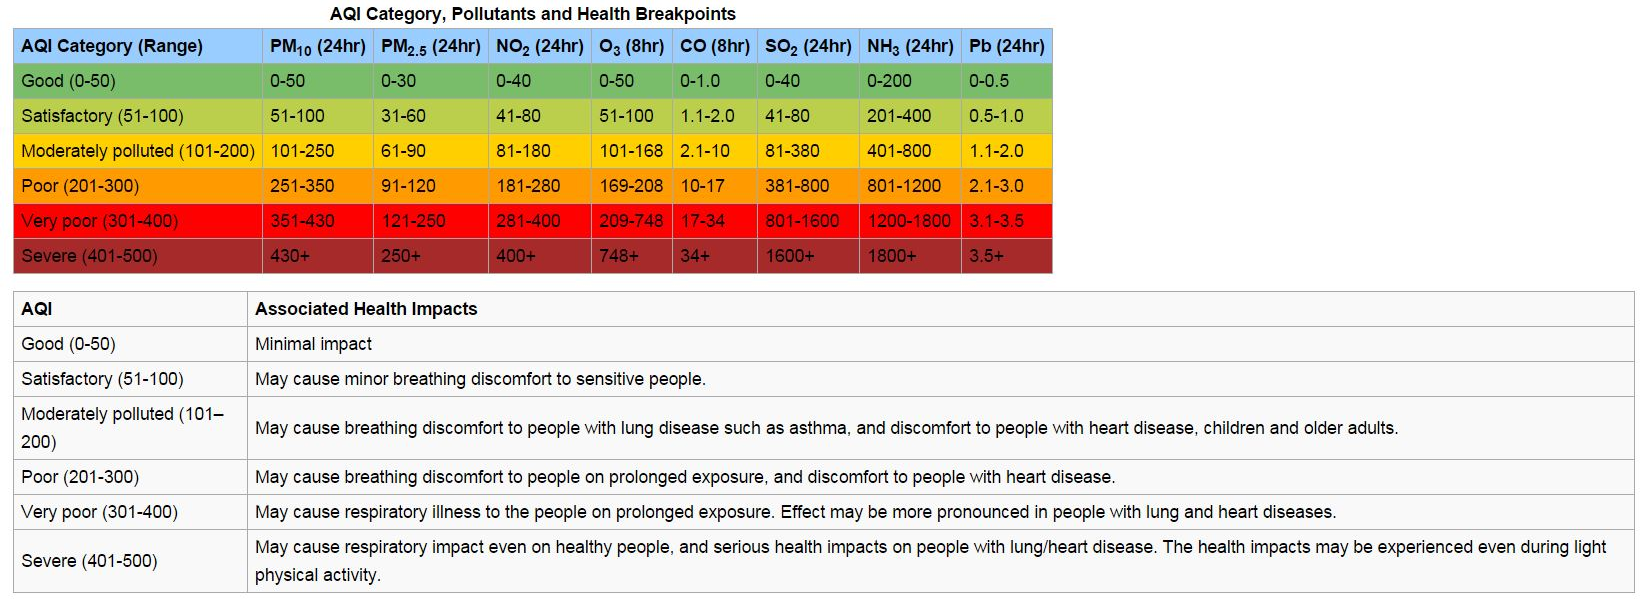 AQI Category, Pollutants and Health Breakpoints
AQI Category (Range) PM10 (24hr) PM2.5 (24hr) NO2 (24hr) O3 (8hr) CO (8hr) SO2 (24hr) NH3 (24hr) Pb (24hr)
Good (0-50) 0-50 0-30 0-40 0-50 0-1.0 0-40 0-200 0-0.5
Satisfactory (51-100) 51-100 31-60 41-80 51-100 1.1-2.0 41-80 201-400 0.5-1.0
Moderately polluted (101-200) 101-250 61-90 81-180 101-168 2.1-10 81-380 401-800 1.1-2.0
Poor (201-300) 251-350 91-120 181-280 169-208 10-17 381-800 801-1200 2.1-3.0
Very poor (301-400) 351-430 121-250 281-400 209-748 17-34 801-1600 1200-1800 3.1-3.5
Severe (401-500) 430+ 250+ 400+ 748+ 34+ 1600+ 1800+ 3.5+
AQI Associated Health Impacts
Good (0-50) Minimal impact
Satisfactory (51-100) May cause minor breathing discomfort to sensitive people.
Moderately polluted (101–
200)
May cause breathing discomfort to people with lung disease such as asthma, and discomfort to people with heart disease, children and older adults.
Poor (201-300) May cause breathing discomfort to people on prolonged exposure, and discomfort to people with heart disease.
Very poor (301-400) May cause respiratory illness to the people on prolonged exposure. Effect may be more pronounced in people with lung and heart diseases.
Severe (401-500)
May cause respiratory impact even on healthy people, and serious health impacts on people with lung/heart disease. The health impacts may be experienced even during light
physical activity.